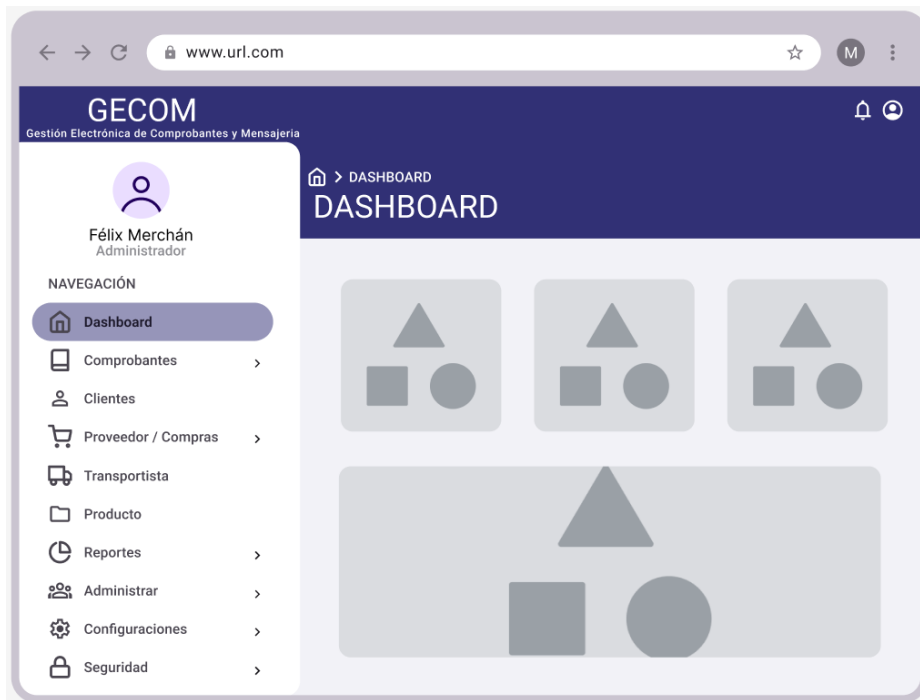 www.url.com
M
GECOM
Gestión Electrónica de Comprobantes y Mensajeria
> DASHBOARD
DASHBOARD
Félix Merchán
Administrador
NAVEGACIÓN
Dashboard
Comprobantes
Clientes
Proveedor / Compras
Transportista
Producto
Reportes
Administrar
Configuraciones
Seguridad